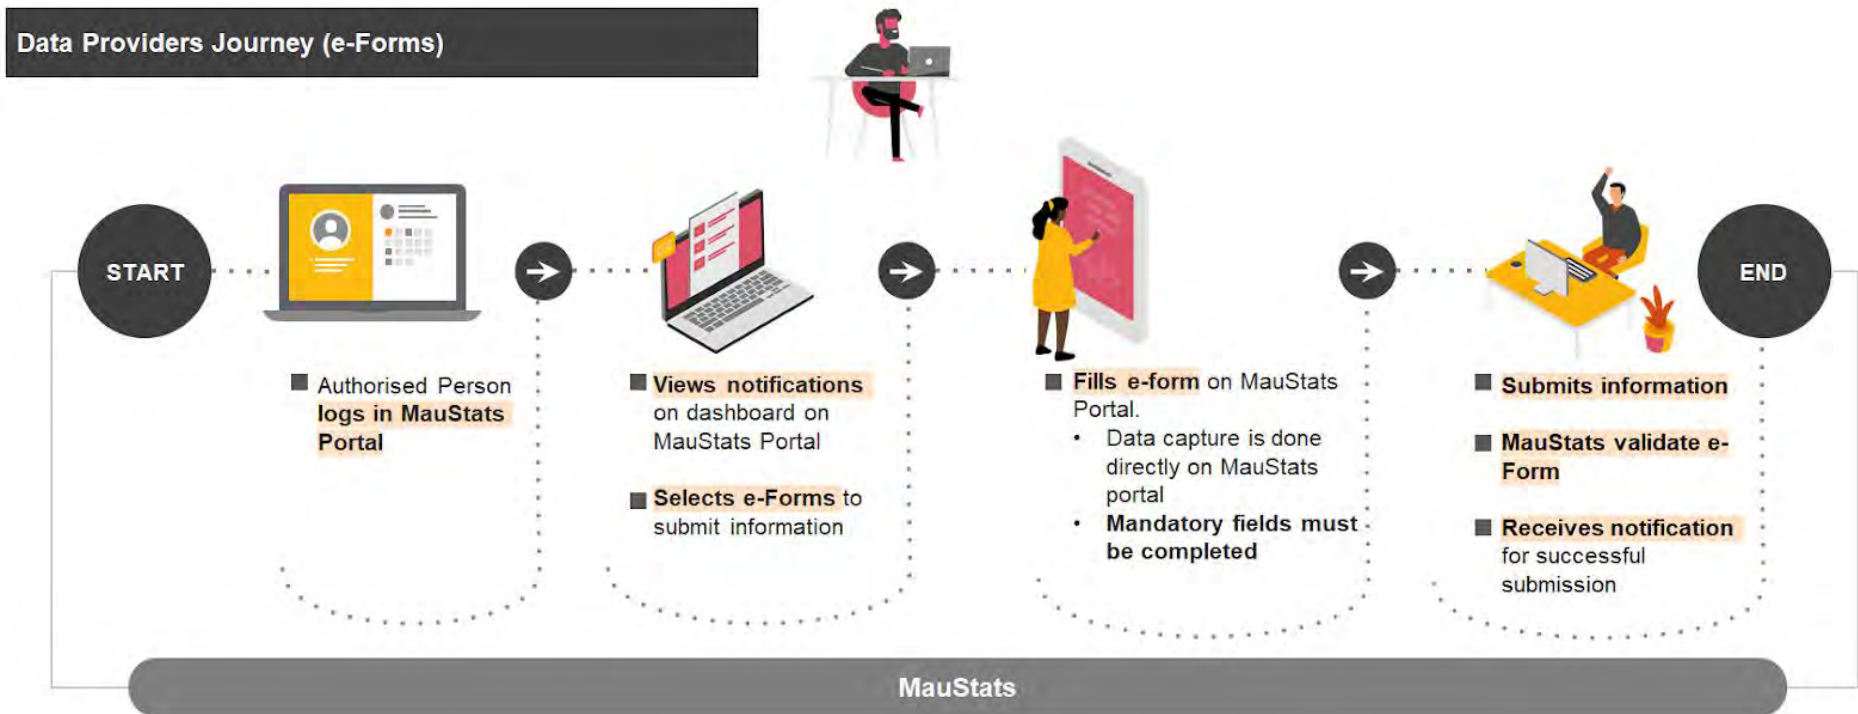 Data Providers Journey (e-Forms)
START
Authorised Person
logs in MauStats
Portal
Views notifications
on dashboard on
MauStats Portal
Selects e-Forms to
submit information
Fills e-form on MauStats
Portal.
• Data capture is done
directly on MauStats
portal
• Mandatory fields must
be completed
Submits information
MauStats validate e-
Form
Receives notification
for successful
submission
END
MauStats